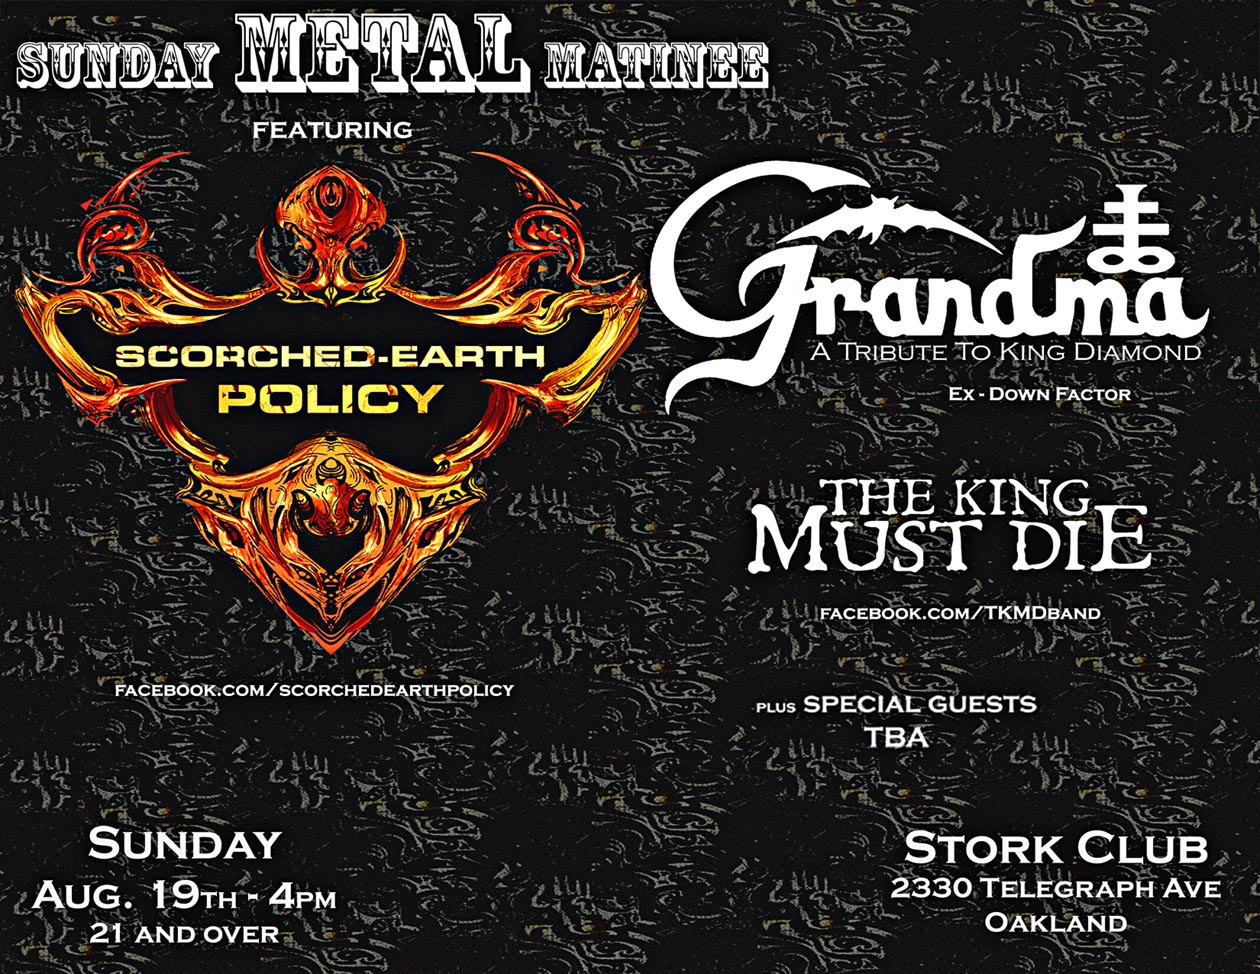 SUNDAY METAL MATINEE
FEATURING
SCORCHED-EARTH
POLICY
FACEBOOK.COM/SCORCHEDEARTHPOLICY
Grandma
A TRIBUTE TO KING DIAMOND
EX - DOWN FACTOR
THE KING
MUST DIE
FACEBOOK.COM/TKMDBAND
PLUS SPECIAL GUESTS
TBA
SUNDAY
AUG. 19TH - 4PM
21 AND OVER
STORK CLUB
2330 TELEGRAPH AVE
OAKLAND